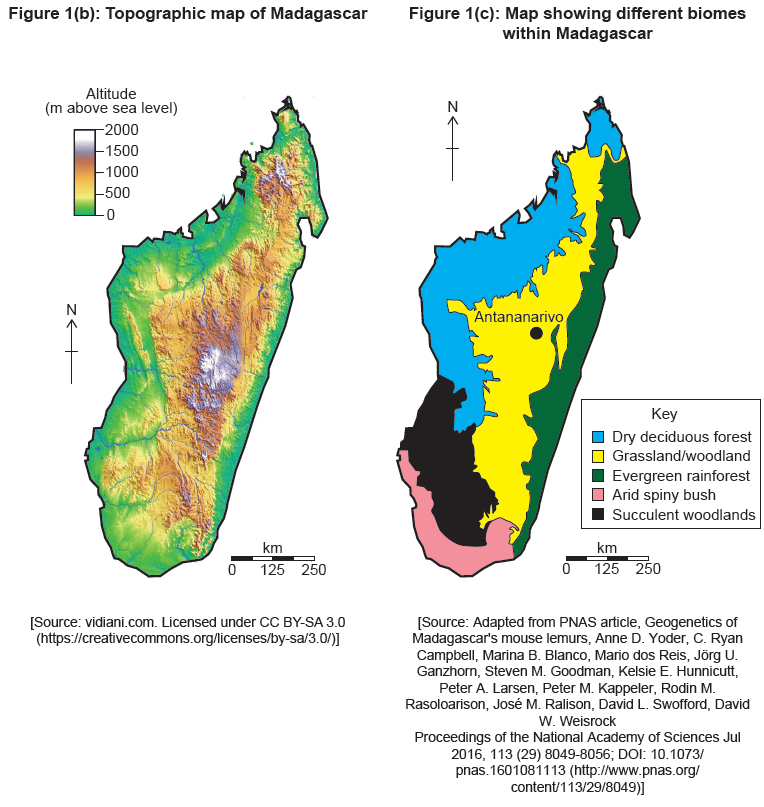 Figure 1(b): Topographic map of Madagascar
Altitude
(m above sea level)
2000
1500
1000
500
0
N
km
0 125 250
[Source: vidiani.com. Licensed under CC BY-SA 3.0
(https://creativecommons.org/licenses/by-sa/3.0/)]
Figure 1(c): Map showing different biomes
within Madagascar
N
Antananarivo
Key
Dry deciduous forest
Grassland/woodland
Evergreen rainforest
Arid spiny bush
Succulent woodlands
km
0 125 250
[Source: Adapted from PNAS article, Geogenetics of
Madagascar's mouse lemurs, Anne D. Yoder, C. Ryan
Campbell, Marina B. Blanco, Mario dos Reis, Jörg U.
Ganzhorn, Steven M. Goodman, Kelsie E. Hunnicutt,
Peter A. Larsen, Peter M. Kappeler, Rodin M.
Rasoloarison, José M. Ralison, David L. Swofford, David
W. Weisrock
Proceedings of the National Academy of Sciences Jul
2016, 113 (29) 8049-8056; DOI: 10.1073/
pnas.1601081113 (http://www.pnas.org/
content/113/29/8049)]